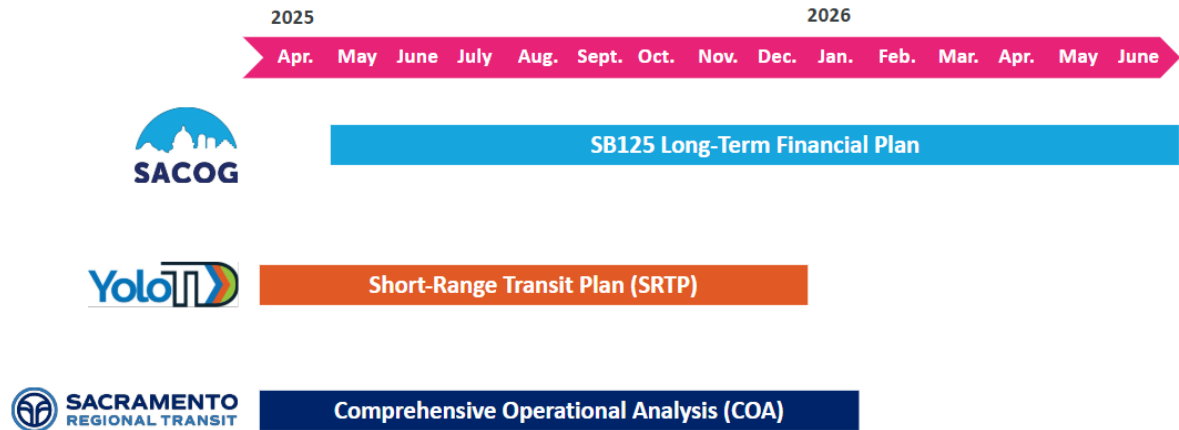 2025 2026
Apr. May June July Aug. Sept. Oct. Nov. Dec. Jan. Feb. Mar. Apr. May June
SACOG
SB125 Long-Term Financial Plan
YoloTD
Short-Range Transit Plan (SRTP)
SACRAMENTO
REGIONAL TRANSIT
Comprehensive Operational Analysis (COA)